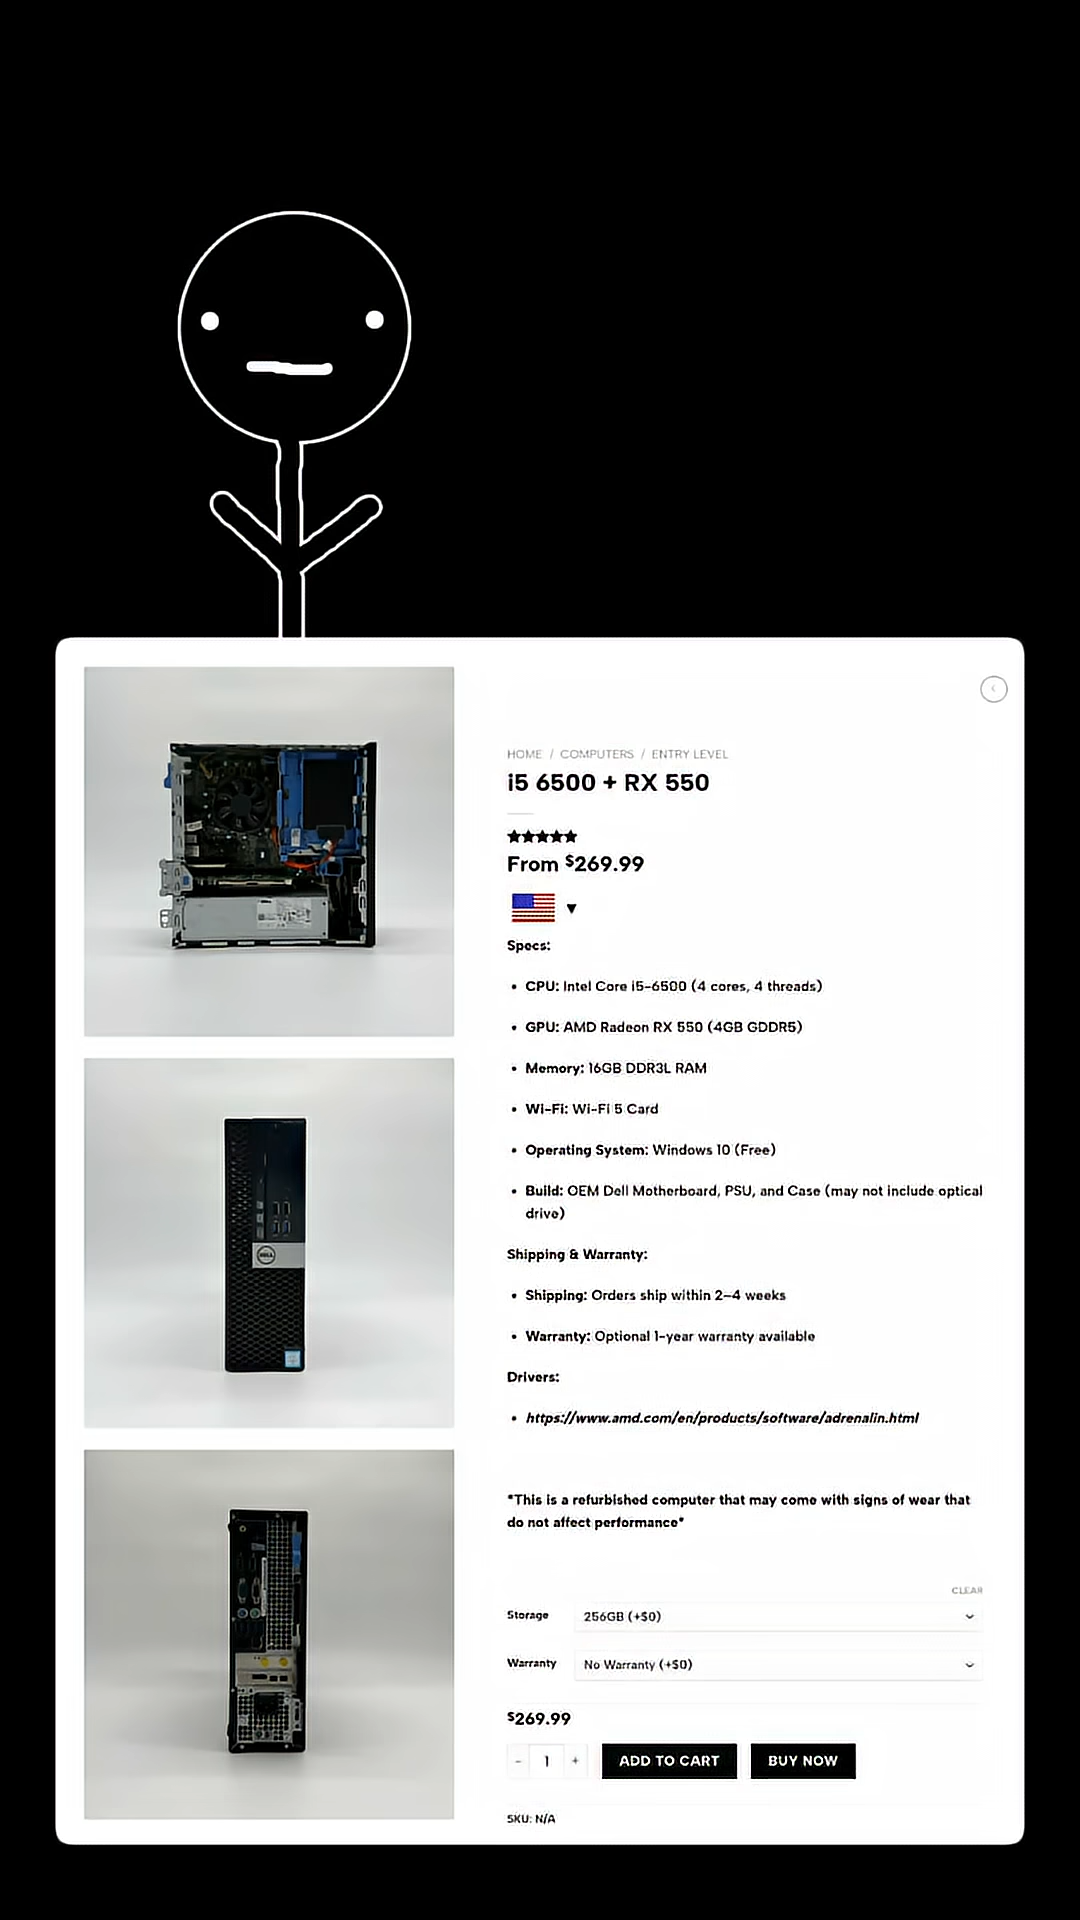 HOME / COMPUTERS / ENTRY LEVEL
i5 6500 + RX 550
From $269.99
Specs:
• CPU: Intel Core i5-6500 (4 cores, 4 threads)
• GPU: AMD Radeon RX 550 (4GB GDDR5)
• Memory: 16GB DDR3L RAM
• Wi-Fi: Wi-Fi 5 Card
• Operating System: Windows 10 (Free)
• Build: OEM Dell Motherboard, PSU, and Case (may not include optical
drive)
Shipping & Warranty:
• Shipping: Orders ship within 2–4 weeks
• Warranty: Optional 1-year warranty available
Drivers:
• https://www.amd.com/en/products/software/adrenalin.html
*This is a refurbished computer that may come with signs of wear that
do not affect performance*
CLEAR
Storage 256GB (+$0)
Warranty No Warranty (+$0)
$269.99
- 1 + ADD TO CART BUY NOW
SKU: N/A
DELL